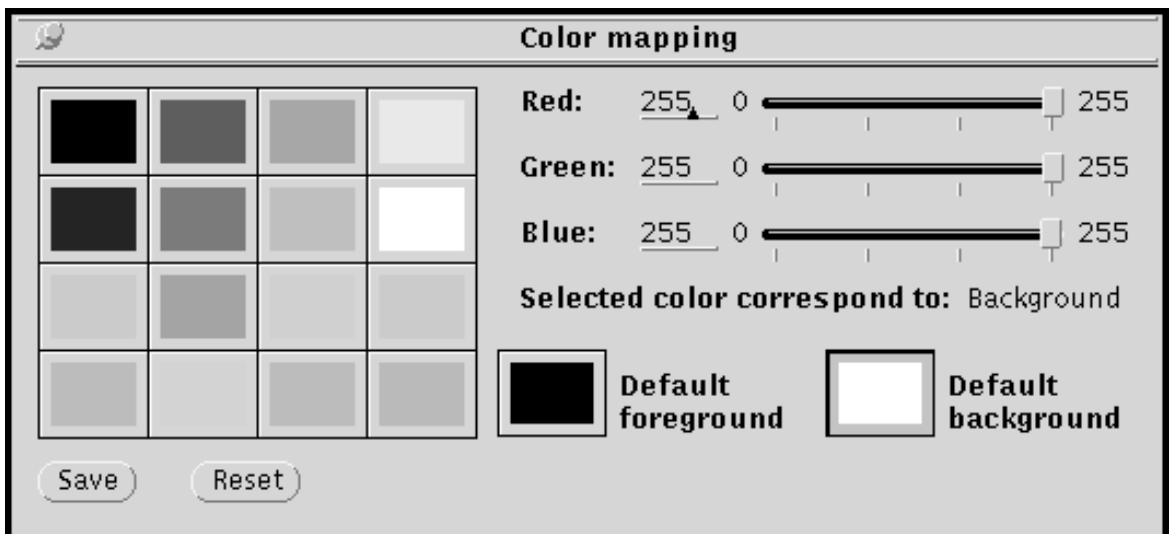 Color mapping
Red: 255 0 255
Green: 255 0 255
Blue: 255 0 255
Selected color correspond to: Background
Default foreground
Default background
Save Reset